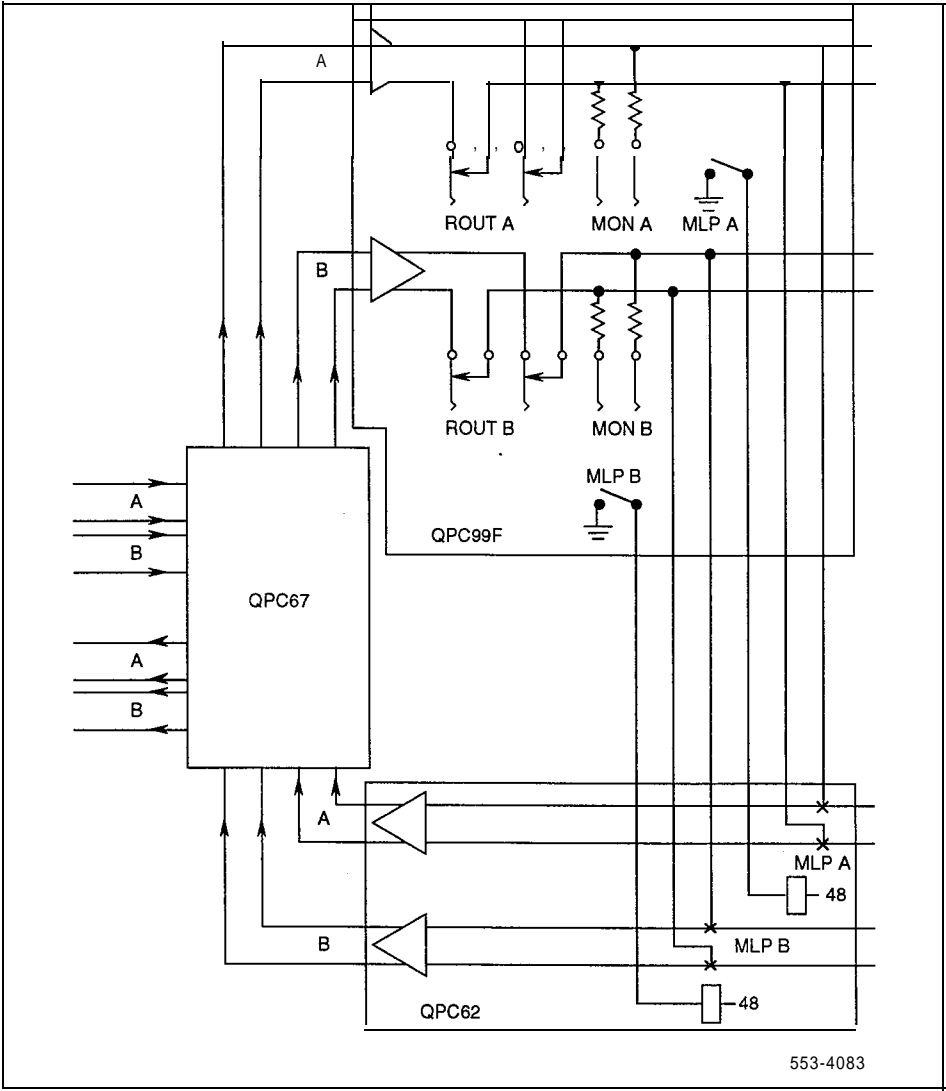 A
ROUT A
MON A
MLP A
B
ROUT B
MON B
MLP B
QPC99F
A
B
QPC67
A
B
A
MLP A
48
B
MLP B
48
QPC62
553-4083